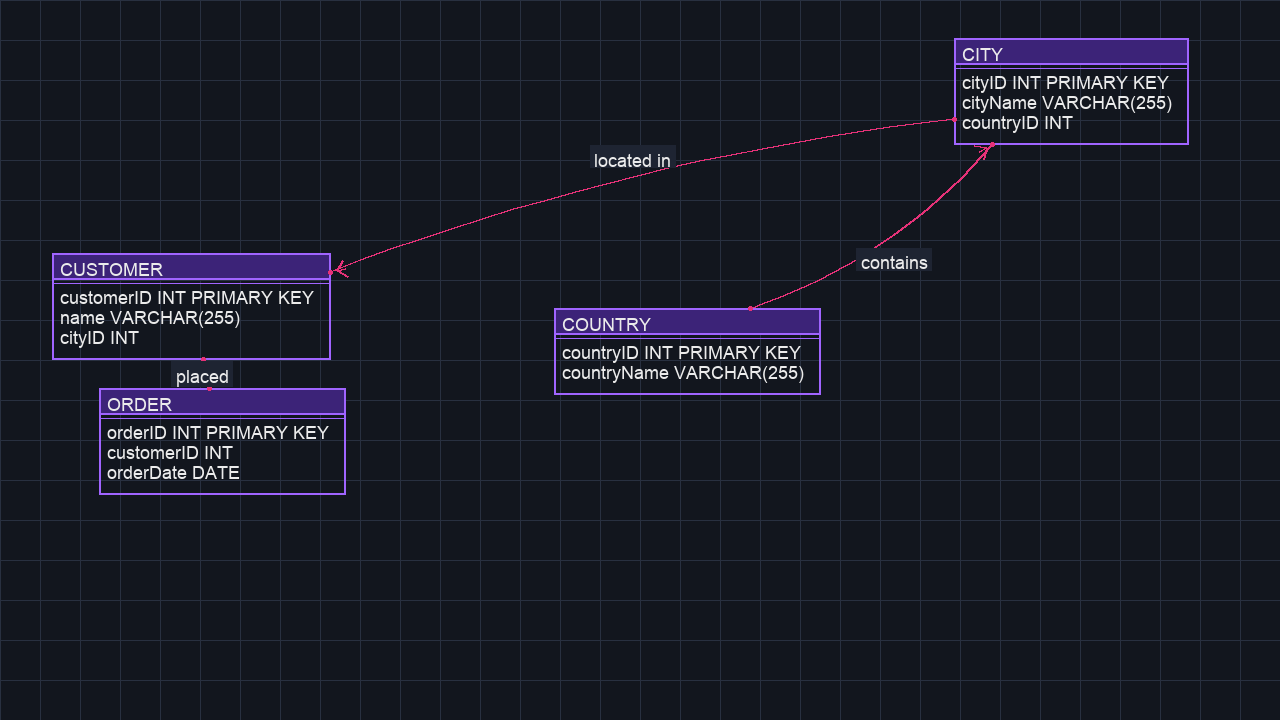 CITY
cityID INT PRIMARY KEY
cityName VARCHAR(255)
countryID INT
located in
contains
CUSTOMER
customerID INT PRIMARY KEY
name VARCHAR(255)
cityID INT
placed
ORDER
orderID INT PRIMARY KEY
customerID INT
orderDate DATE
COUNTRY
countryID INT PRIMARY KEY
countryName VARCHAR(255)